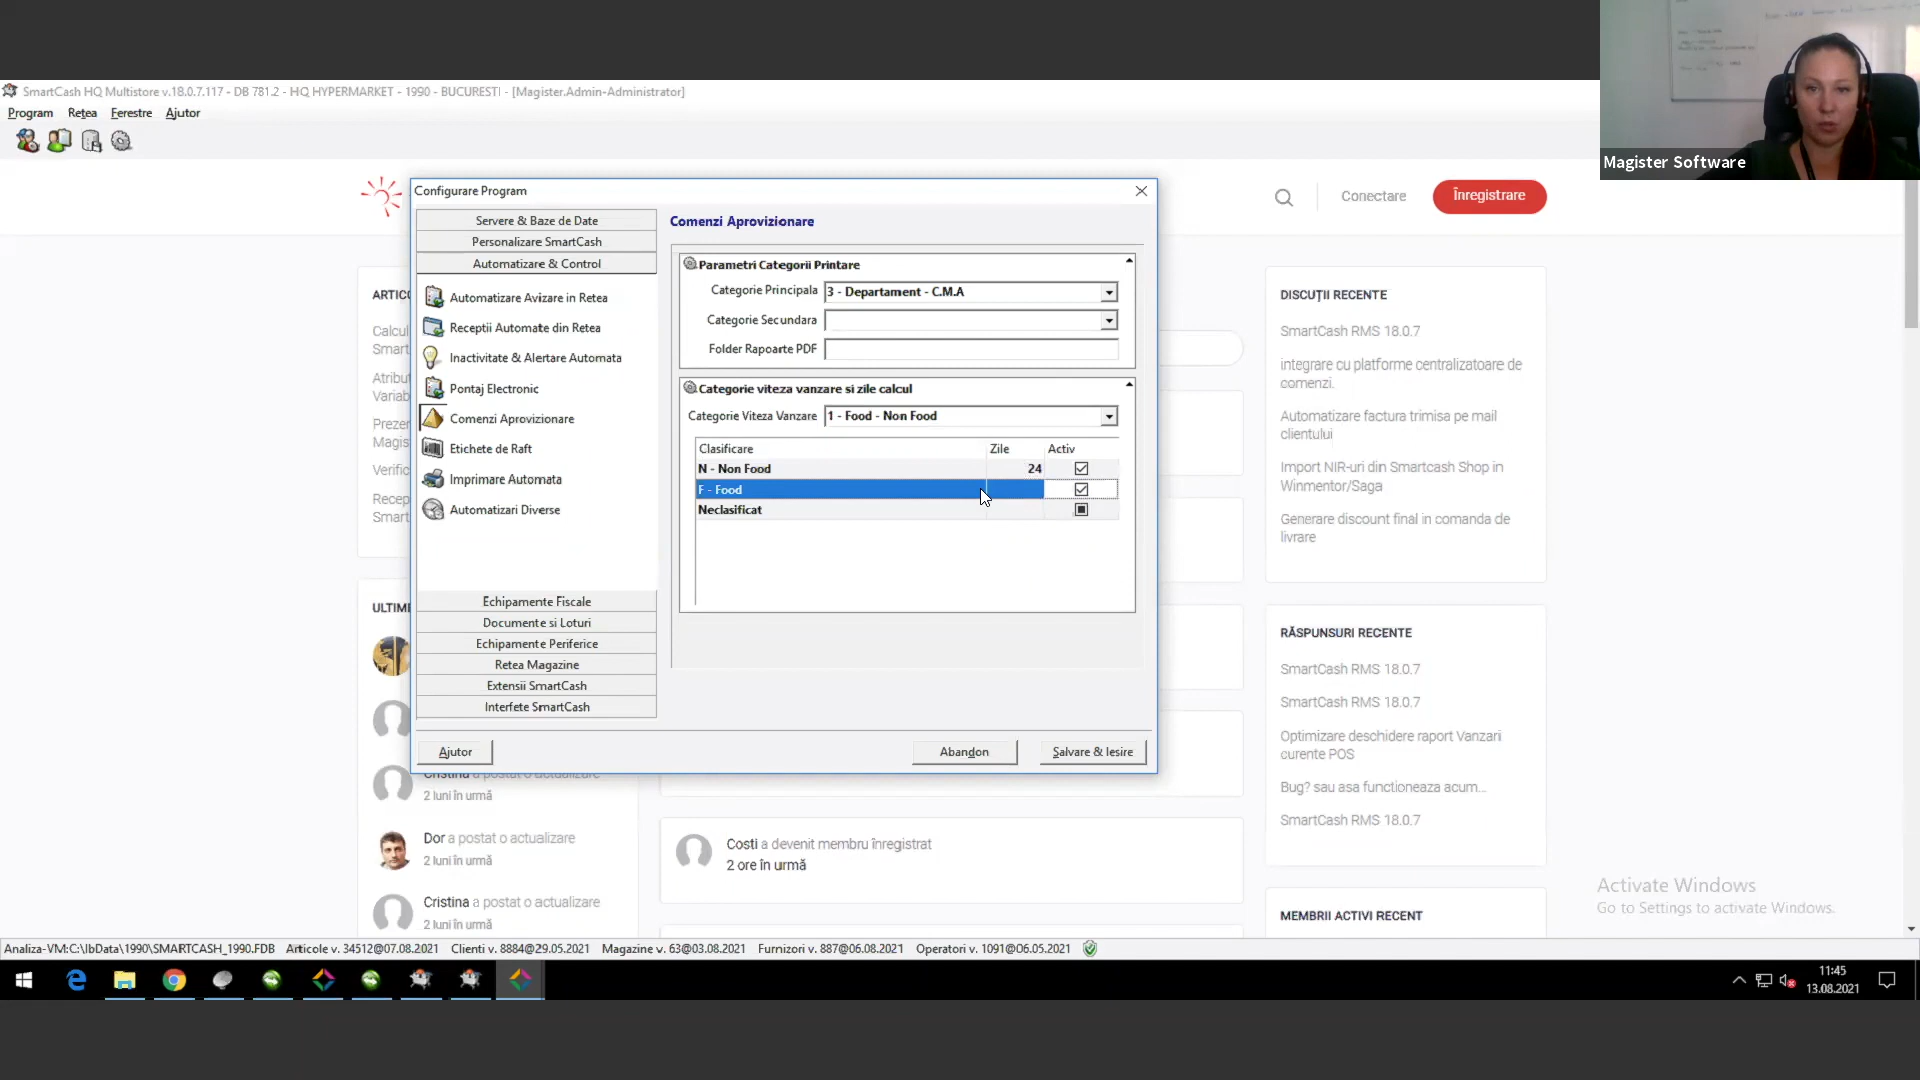 Magister Software
SmartCash HQ Multistore v.18.0.7.117 - DB 781.2 - HQ HYPERMARKET - 1990 - BUCURESTI - [Magister.Admin-Administrator]
Program Retea Ferestre Ajutor
Conectare
Înregistrare
Configurare Program
Servere & Baze de Date
Personalizare SmartCash
Automatizare & Control
Automatizare Avizare in Retea
Receptii Automate din Retea
Inactivitate & Alertare Automata
Pontaj Electronic
Comenzi Aprovizionare
Etichete de Raft
Imprimare Automata
Automatizari Diverse
Echipamente Fiscale
Documente si Loturi
Echipamente Periferice
Retea Magazine
Extensii SmartCash
Interfete SmartCash
Comenzi Aprovizionare
Parametri Categorii Printare
Categorie Principala 3 - Departament - C.M.A
Categorie Secundara
Folder Rapoarte PDF
Categorie viteza vanzare si zile calcul
Categorie Viteza Vanzare 1 - Food - Non Food
Clasificare Zile Activ
N - Non Food 24
F - Food
Neclasificat
Ajutor Abandon Salvare & Iesire
ARTIC
Calcul
Smart
Atribut
Variab
Prezer
Magis
Verific
Recep
Smart
ULTIME
2 luni în urmă
Dor a postat o actualizare
2 luni în urmă
Cristina a postat o actualizare
2 luni în urmă
Costi a devenit membru înregistrat
2 ore în urmă
DISCUȚII RECENTE
SmartCash RMS 18.0.7
integrare cu platforme centralizatoare de
comenzi.
Automatizare factura trimisa pe mail
clientului
Import NIR-uri din Smartcash Shop in
Winmentor/Saga
Generare discount final in comanda de
livrare
RĂSPUNSURI RECENTE
SmartCash RMS 18.0.7
SmartCash RMS 18.0.7
Optimizare deschidere raport Vanzari
curente POS
Bug? sau asa functioneaza acum...
SmartCash RMS 18.0.7
MEMBRII ACTIVI RECENT
Activate Windows
Go to Settings to activate Windows.
Analiza-VM:C:\IbData\1990\SMARTCASH_1990.FDB Articole v. 34512@07.08.2021 Clienti v. 8884@29.05.2021 Magazine v. 63@03.08.2021 Furnizori v. 887@06.08.2021 Operatori v. 1091@06.05.2021
11:45
13.08.2021